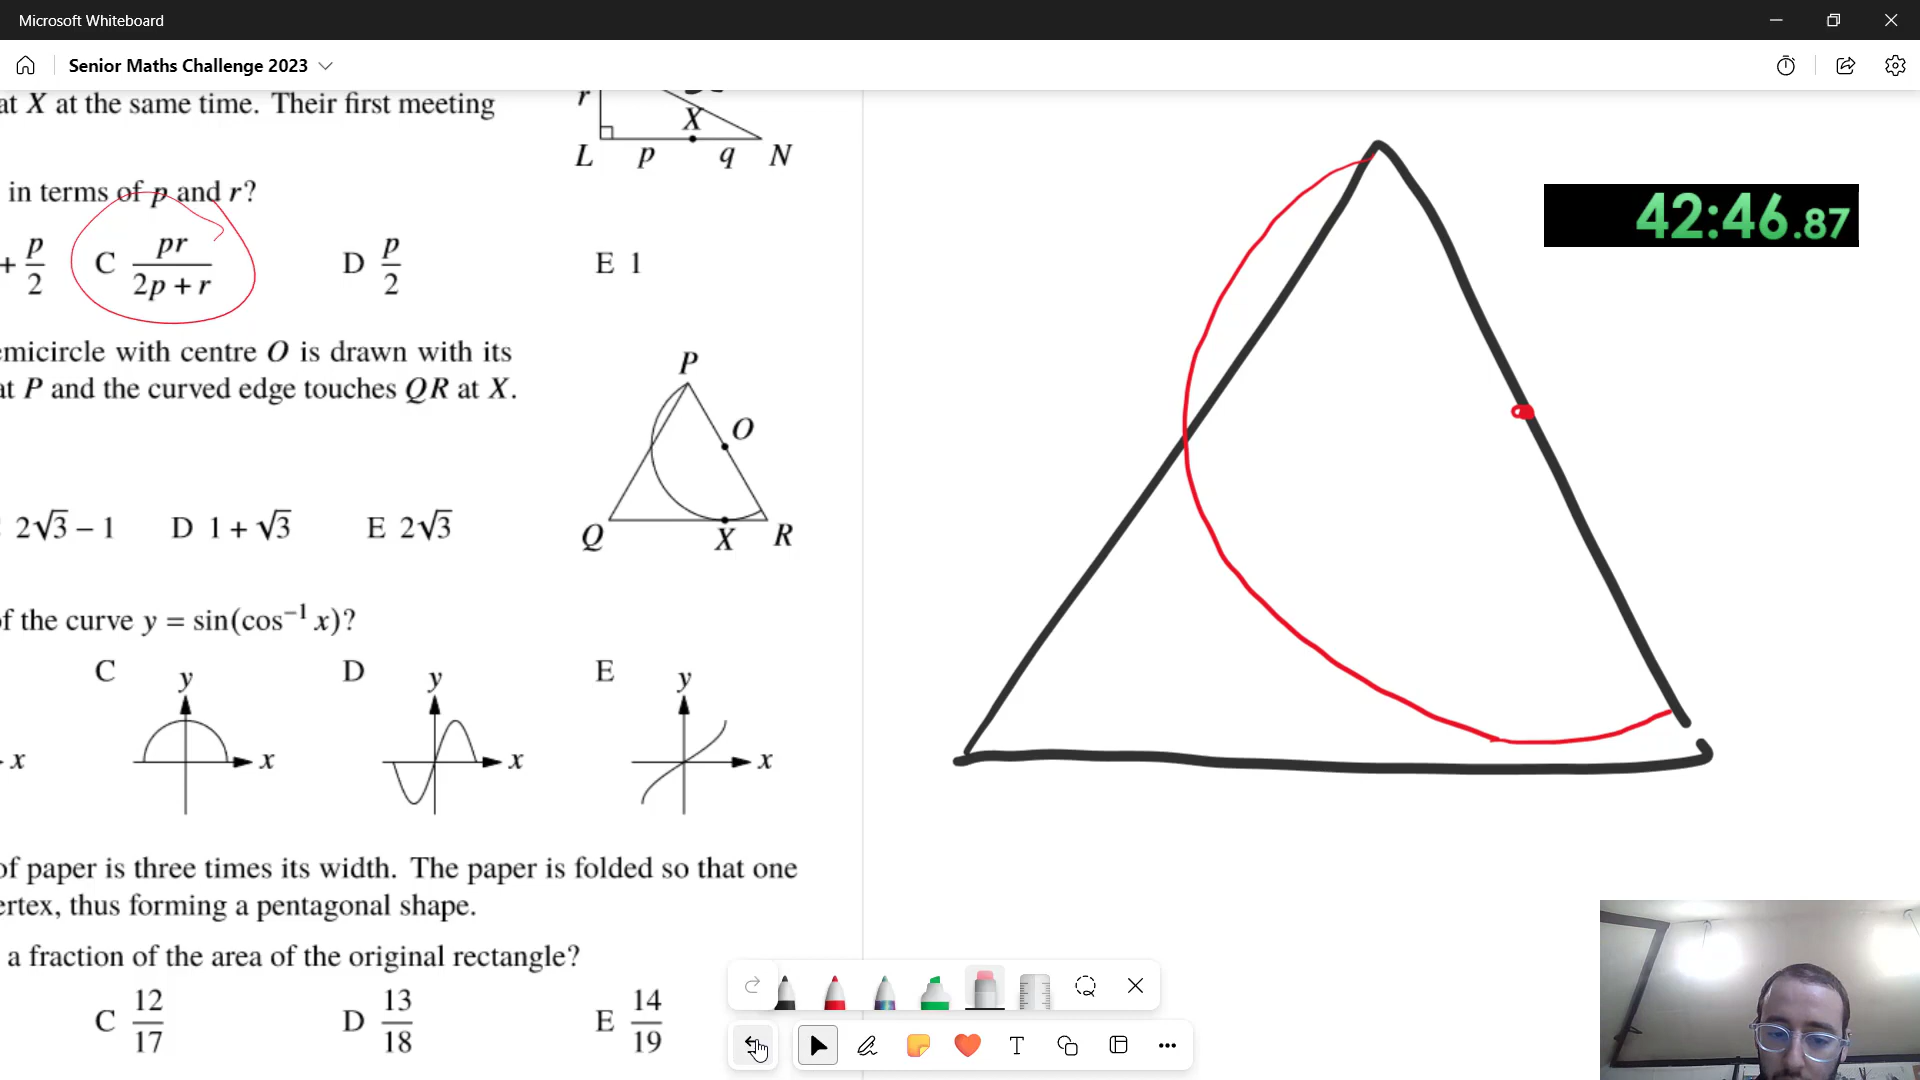 Microsoft Whiteboard
Senior Maths Challenge 2023
at X at the same time. Their first meeting
r
X
L p q N
in terms of p and r?
+ p/2 C pr/(2p + r) D p/2 E 1
emicircle with centre O is drawn with its
at P and the curved edge touches QR at X.
P
O
Q X R
2√3 – 1 D 1 + √3 E 2√3
of the curve y = sin(cos⁻¹ x)?
C y D y E y
x x x x
of paper is three times its width. The paper is folded so that one
ertex, thus forming a pentagonal shape.
a fraction of the area of the original rectangle?
C 12/17 D 13/18 E 14/19
42:46.87
T